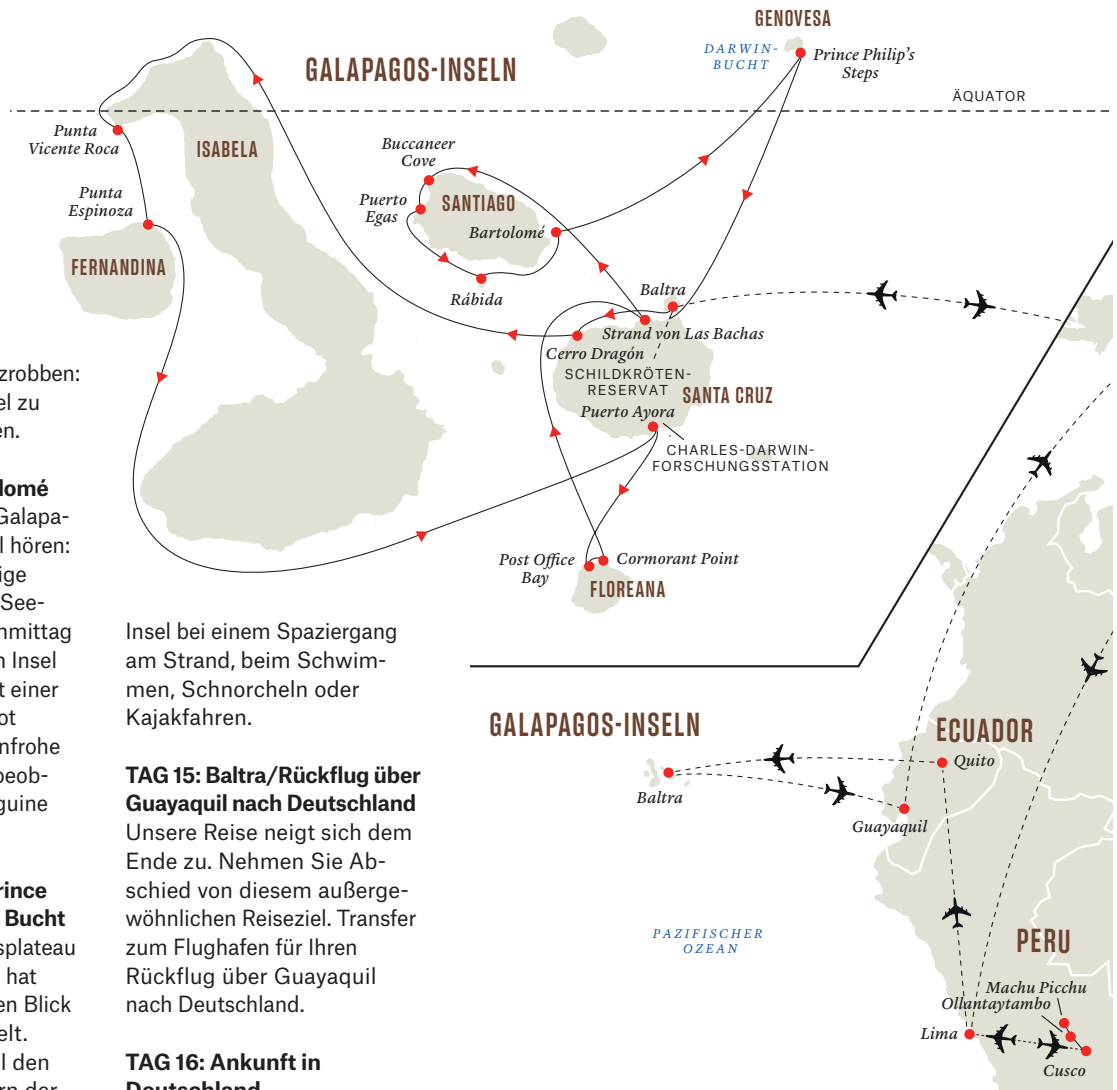 GENOVESA
DARWIN-
BUCHT
Prince Philip's
Steps
GALAPAGOS-INSELN
ÄQUATOR
Punta
Vicente Roca
ISABELA
Buccaneer
Cove
Punta
Espinoza
Puerto
Egas
SANTIAGO
Bartolomé
FERNANDINA
Rábida
Baltra
Strand von Las Bachas
Cerro Dragón
SCHILDKRÖTEN-
RESERVAT
SANTA CRUZ
Puerto Ayora
CHARLES-DARWIN-
FORSCHUNGSSTATION
Post Office
Bay
Cormorant Point
FLOREANA
zrobben:
el zu
en.
lomé
Galapa-
l hören:
ige
See-
hmittag
n Insel
t einer
ot
nfrohe
beob-
guine
rince
Bucht
splateau
hat
en Blick
elt.
l den
rn der
Insel bei einem Spaziergang
am Strand, beim Schwim-
men, Schnorcheln oder
Kajakfahren.
TAG 15: Baltra/Rückflug über
Guayaquil nach Deutschland
Unsere Reise neigt sich dem
Ende zu. Nehmen Sie Ab-
schied von diesem außerge-
wöhnlichen Reiseziel. Transfer
zum Flughafen für Ihren
Rückflug über Guayaquil
nach Deutschland.
TAG 16: Ankunft in
Deutschland
GALAPAGOS-INSELN
ECUADOR
Quito
Baltra
Guayaquil
PAZIFISCHER
OZEAN
PERU
Machu Picchu
Ollantaytambo
Lima
Cusco